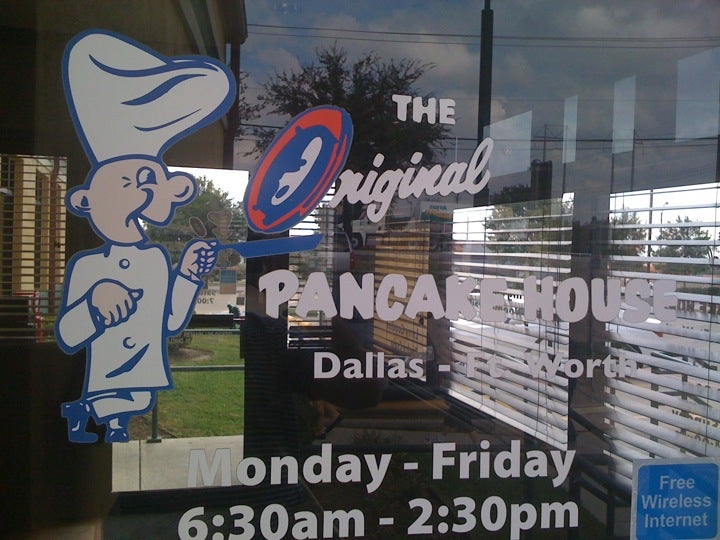 THE
Original
PANCAKE HOUSE
Dallas - Ft. Worth
Monday - Friday
6:30am - 2:30pm
Free
Wireless
Internet